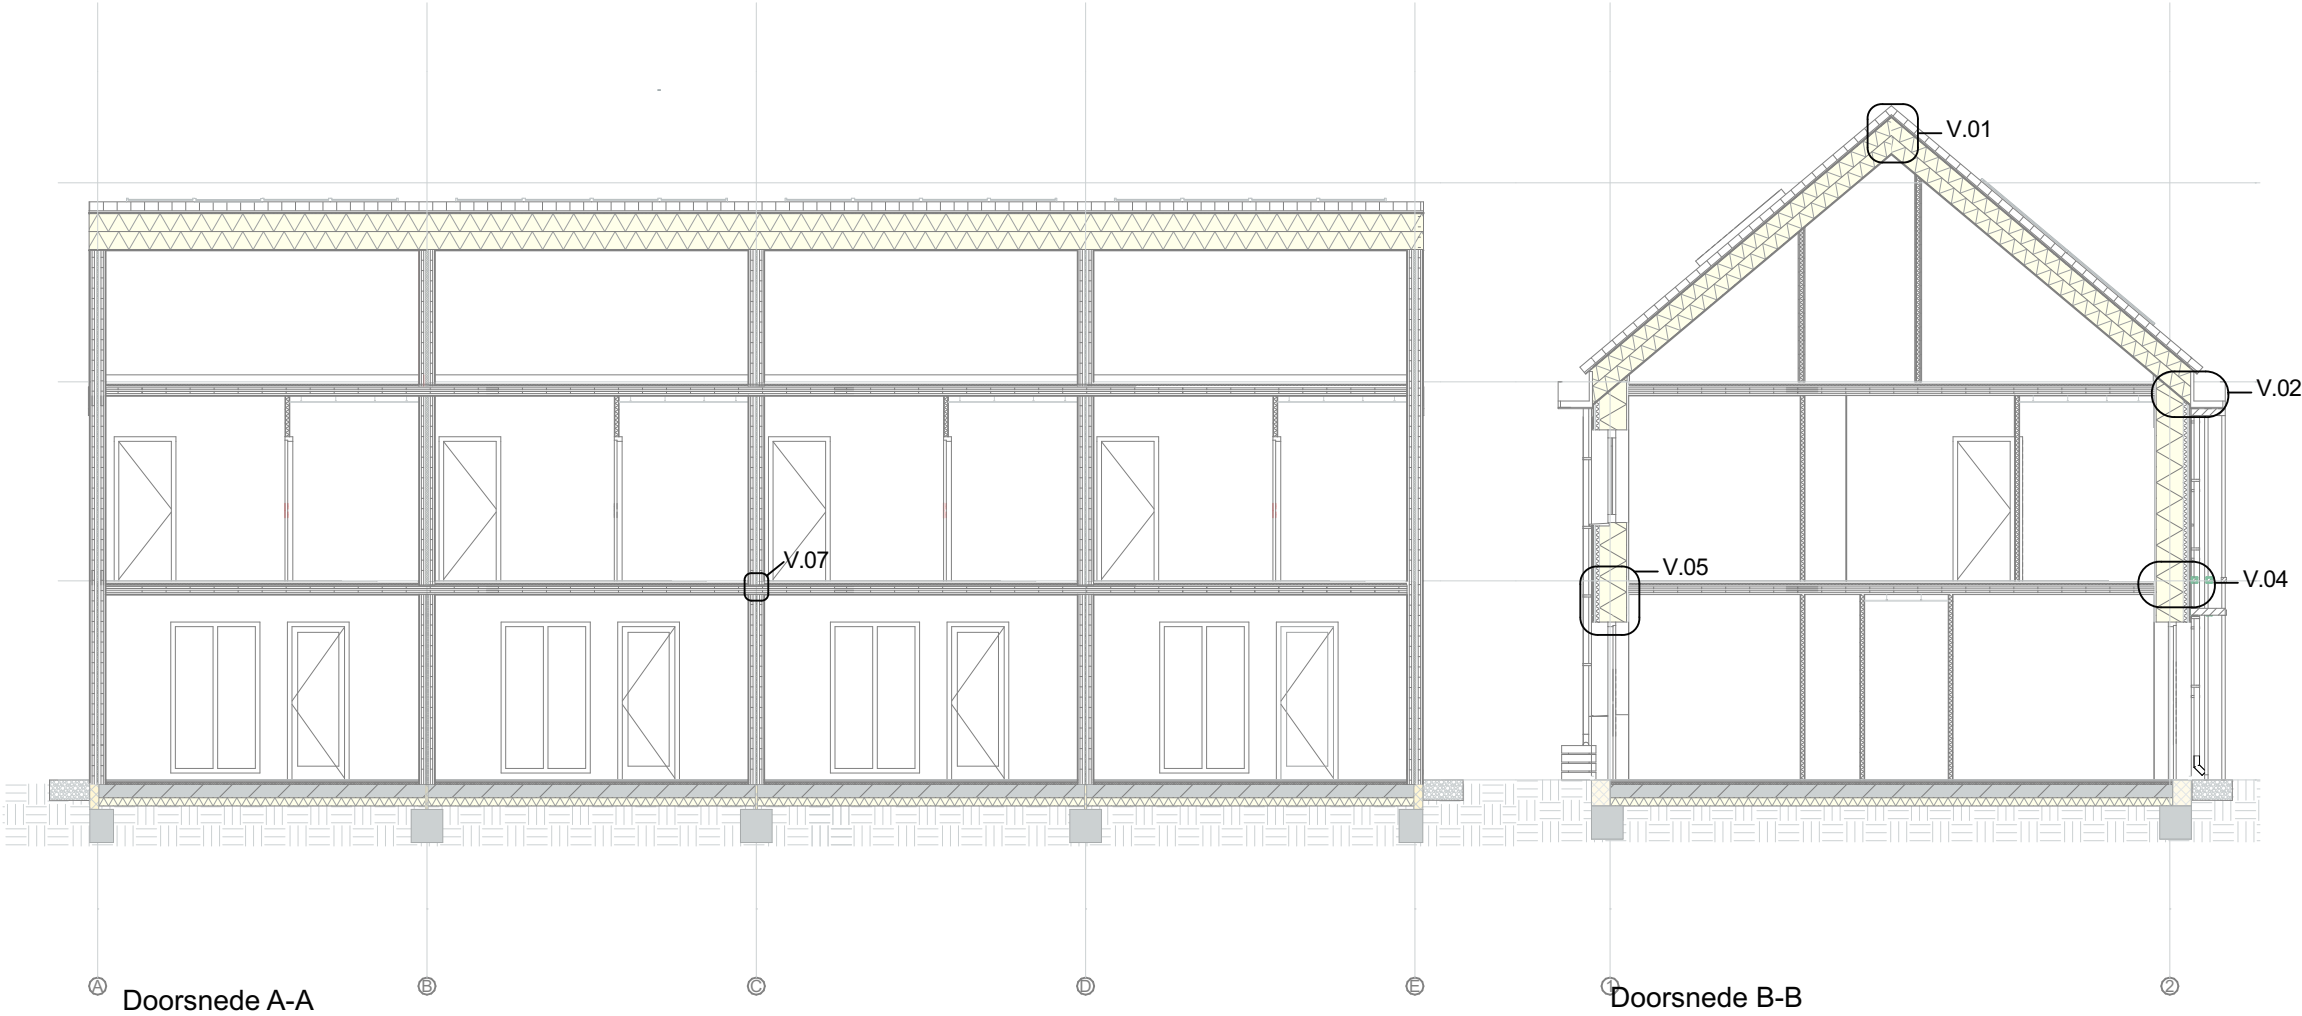 V.01
V.02
V.07
V.05
V.04
A
B
C
D
E
1
2
Doorsnede A-A
Doorsnede B-B